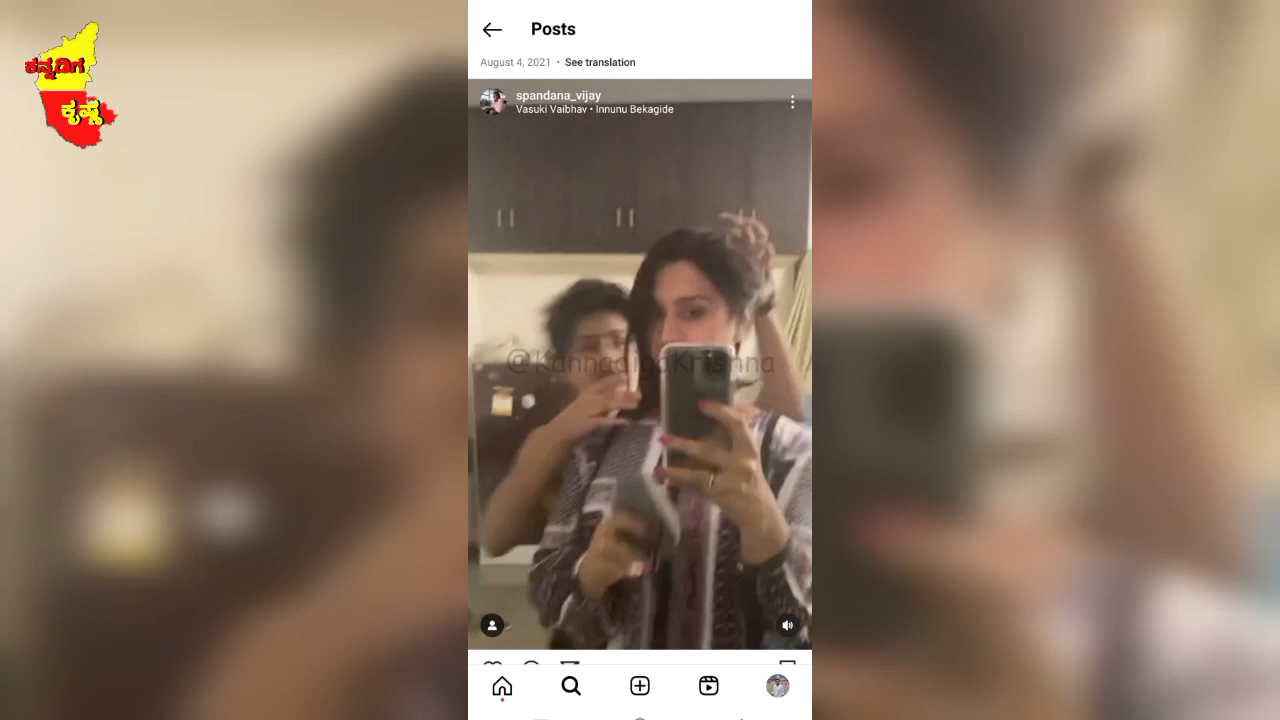 ಕನ್ನಡಿಗ
ಕೃಷ್ಣ
Posts
August 4, 2021 • See translation
spandana_vijay
Vasuki Vaibhav • Innunu Bekagide
@KannadigaKrishna